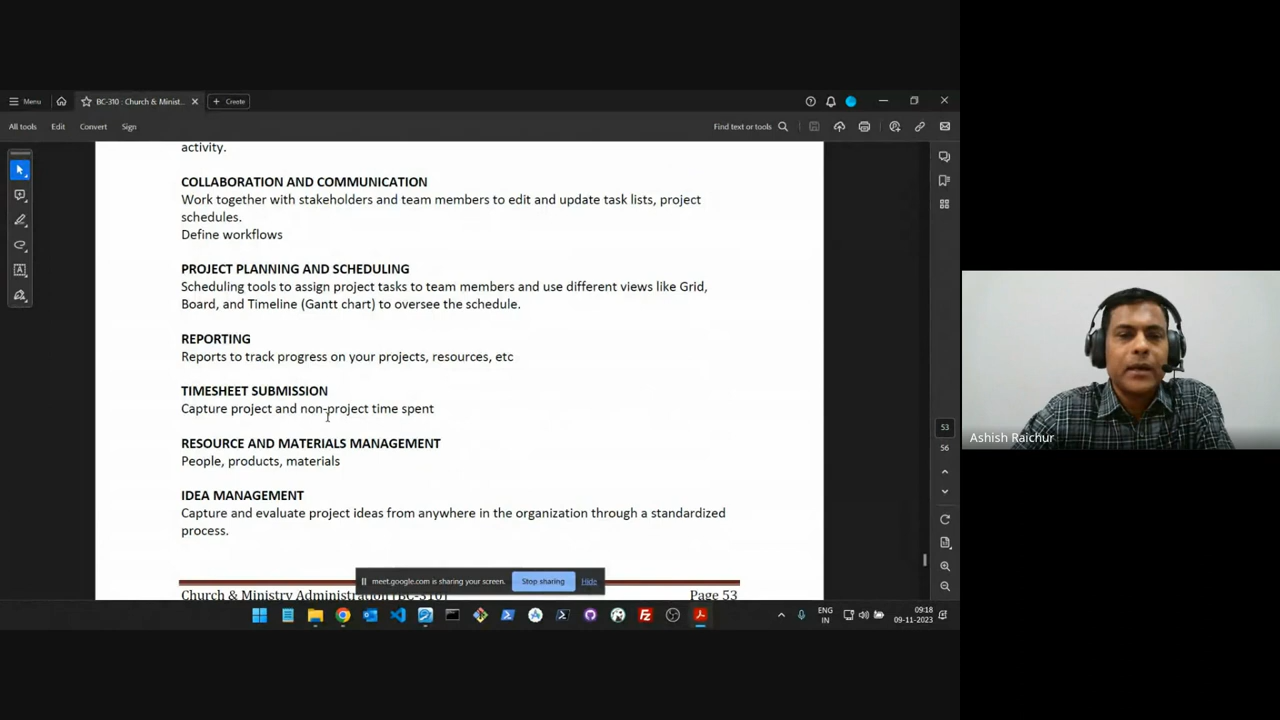 Menu
BC-310 : Church & Minist...
Create
All tools
Edit
Convert
Sign
Find text or tools
activity.
COLLABORATION AND COMMUNICATION
Work together with stakeholders and team members to edit and update task lists, project
schedules.
Define workflows
PROJECT PLANNING AND SCHEDULING
Scheduling tools to assign project tasks to team members and use different views like Grid,
Board, and Timeline (Gantt chart) to oversee the schedule.
REPORTING
Reports to track progress on your projects, resources, etc
TIMESHEET SUBMISSION
Capture project and non-project time spent
RESOURCE AND MATERIALS MANAGEMENT
People, products, materials
IDEA MANAGEMENT
Capture and evaluate project ideas from anywhere in the organization through a standardized
process.
meet.google.com is sharing your screen.
Stop sharing
Hide
Church & Ministry Administration (BC-310)
Page 53
53
56
ENG
IN
09:18
09-11-2023
Ashish Raichur